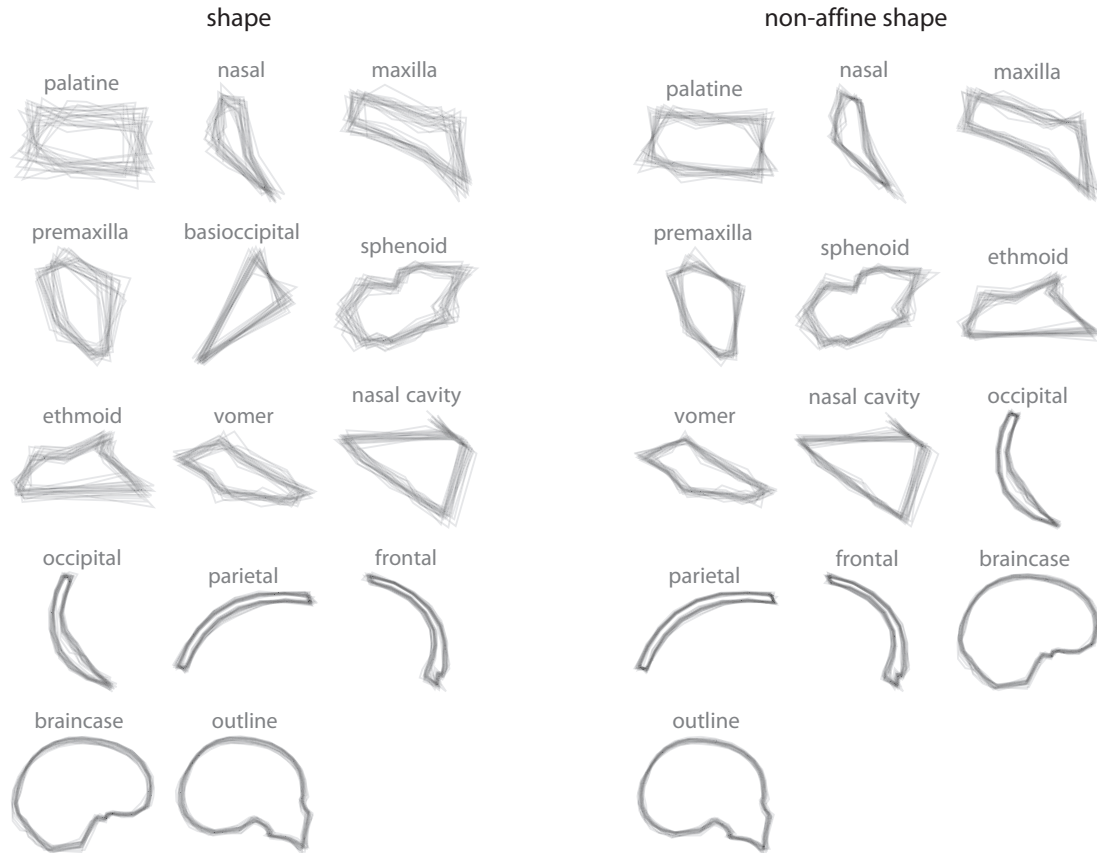 shape
palatine
nasal
maxilla
premaxilla
basioccipital
sphenoid
ethmoid
vomer
nasal cavity
occipital
parietal
frontal
braincase
outline
non-affine shape
palatine
nasal
maxilla
premaxilla
sphenoid
ethmoid
vomer
nasal cavity
occipital
parietal
frontal
braincase
outline